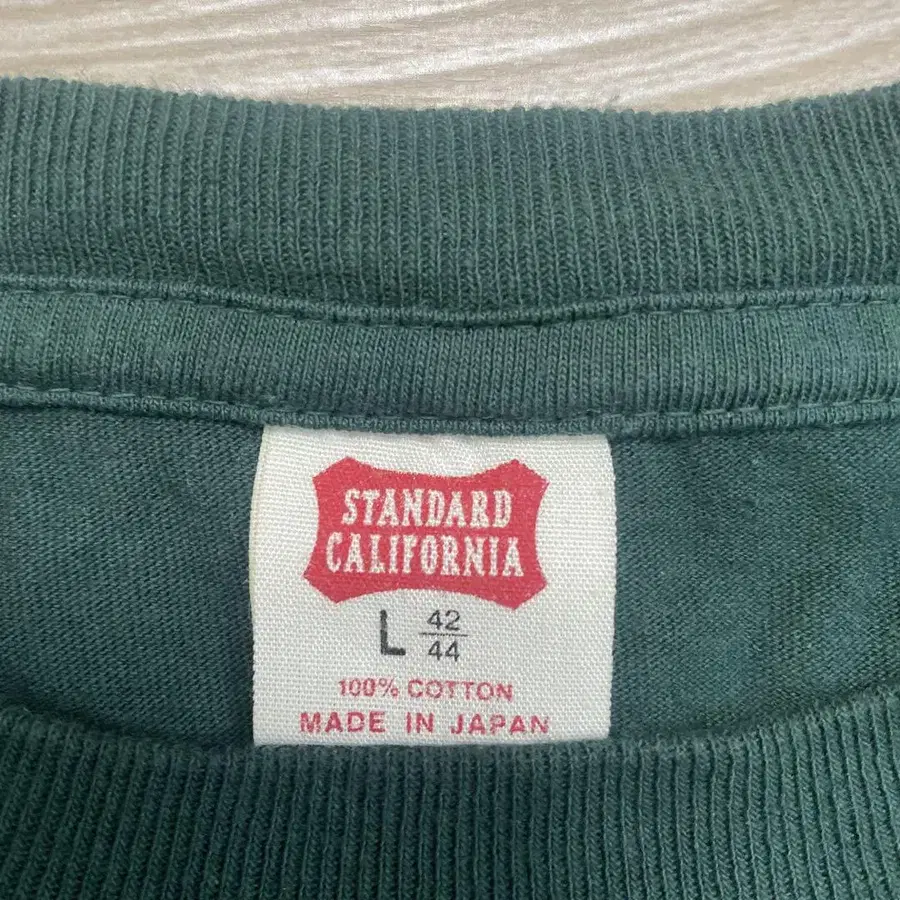 STANDARD
CALIFORNIA
L 42/44
100% COTTON
MADE IN JAPAN